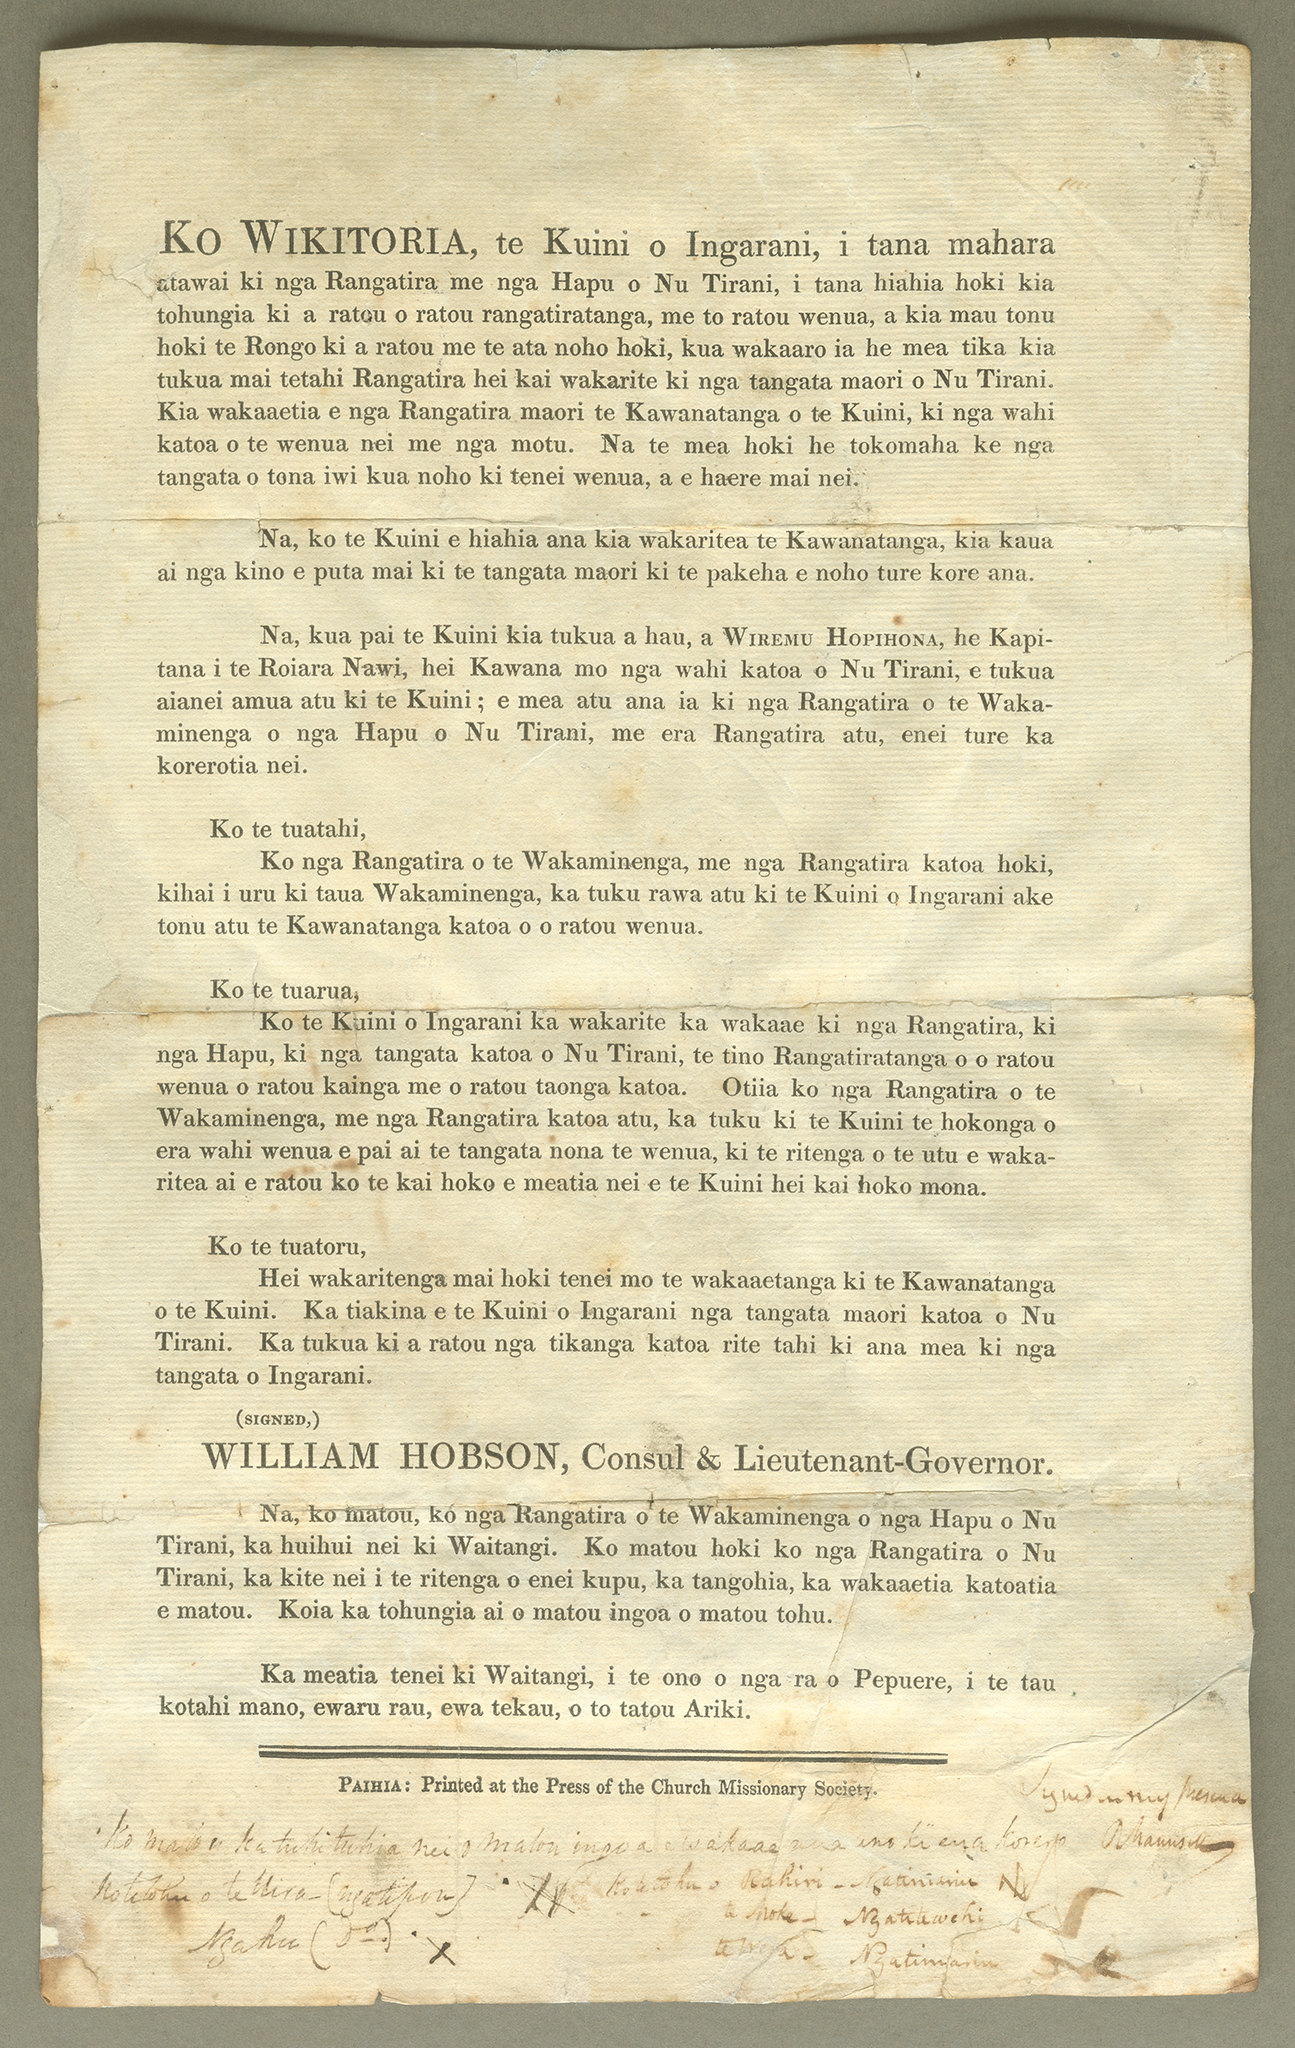 KO WIKITORIA, te Kuini o Ingarani, i tana mahara
atawai ki nga Rangatira me nga Hapu o Nu Tirani, i tana hiahia hoki kia
tohungia ki a ratou o ratou rangatiratanga, me to ratou wenua, a kia mau tonu
hoki te Rongo ki a ratou me te ata noho hoki, kua wakaaro ia he mea tika kia
tukua mai tetahi Rangatira hei kai wakarite ki nga tangata maori o Nu Tirani.
Kia wakaaetia e nga Rangatira maori te Kawanatanga o te Kuini, ki nga wahi
katoa o te wenua nei me nga motu. Na te mea hoki he tokomaha ke nga
tangata o tona iwi kua noho ki tenei wenua, a e haere mai nei.
Na, ko te Kuini e hiahia ana kia wakaritea te Kawanatanga, kia kaua
ai nga kino e puta mai ki te tangata maori ki te pakeha e noho ture kore ana.
Na, kua pai te Kuini kia tukua a hau, a WIREMU HOPIHONA, he Kapi-
tana i te Roiara Nawi, hei Kawana mo nga wahi katoa o Nu Tirani, e tukua
aianei amua atu ki te Kuini; e mea atu ana ia ki nga Rangatira o te Waka-
minenga o nga Hapu o Nu Tirani, me era Rangatira atu, enei ture ka
korerotia nei.
Ko te tuatahi,
Ko nga Rangatira o te Wakaminenga, me nga Rangatira katoa hoki,
kihai i uru ki taua Wakaminenga, ka tuku rawa atu ki te Kuini o Ingarani ake
tonu atu te Kawanatanga katoa o o ratou wenua.
Ko te tuarua,
Ko te Kuini o Ingarani ka wakarite ka wakaae ki nga Rangatira, ki
nga Hapu, ki nga tangata katoa o Nu Tirani, te tino Rangatiratanga o o ratou
wenua o ratou kainga me o ratou taonga katoa. Otiia ko nga Rangatira o te
Wakaminenga, me nga Rangatira katoa atu, ka tuku ki te Kuini te hokonga o
era wahi wenua e pai ai te tangata nona te wenua, ki te ritenga o te utu e waka-
ritea ai e ratou ko te kai hoko e meatia nei e te Kuini hei kai hoko mona.
Ko te tuatoru,
Hei wakaritenga mai hoki tenei mo te wakaaetanga ki te Kawanatanga
o te Kuini. Ka tiakina e te Kuini o Ingarani nga tangata maori katoa o Nu
Tirani. Ka tukua ki a ratou nga tikanga katoa rite tahi ki ana mea ki nga
tangata o Ingarani.
(SIGNED,)
WILLIAM HOBSON, Consul & Lieutenant-Governor.
Na, ko matou, ko nga Rangatira o te Wakaminenga o nga Hapu o Nu
Tirani, ka huihui nei ki Waitangi. Ko matou hoki ko nga Rangatira o Nu
Tirani, ka kite nei i te ritenga o enei kupu, ka tangohia, ka wakaaetia katoatia
e matou. Koia ka tohungia ai o matou ingoa o matou tohu.
Ka meatia tenei ki Waitangi, i te ono o nga ra o Pepuere, i te tau
kotahi mano, ewaru rau, ewa tekau, o to tatou Ariki.
PAIHIA: Printed at the Press of the Church Missionary Society.
Signed in my presence
Ko matou ka tuhituhia nei o matou ingoa e wakaae ana ki ena korero R Maunsell
Ko te tohu o te Ko te tohu o Rakiri -
Ngahu (Do.) x te
te Wera -